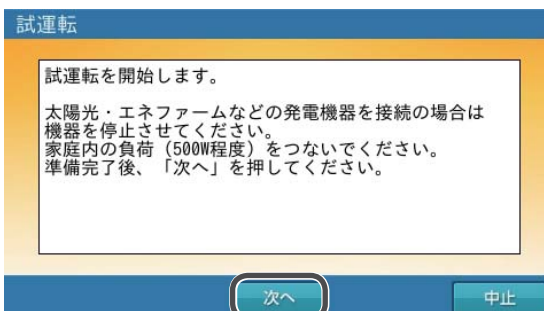 試運転
試運転を開始します。
太陽光・エネファームなどの発電機器を接続の場合は
機器を停止させてください。
家庭内の負荷（500W程度）をつないでください。
準備完了後、「次へ」を押してください。
次へ
中止